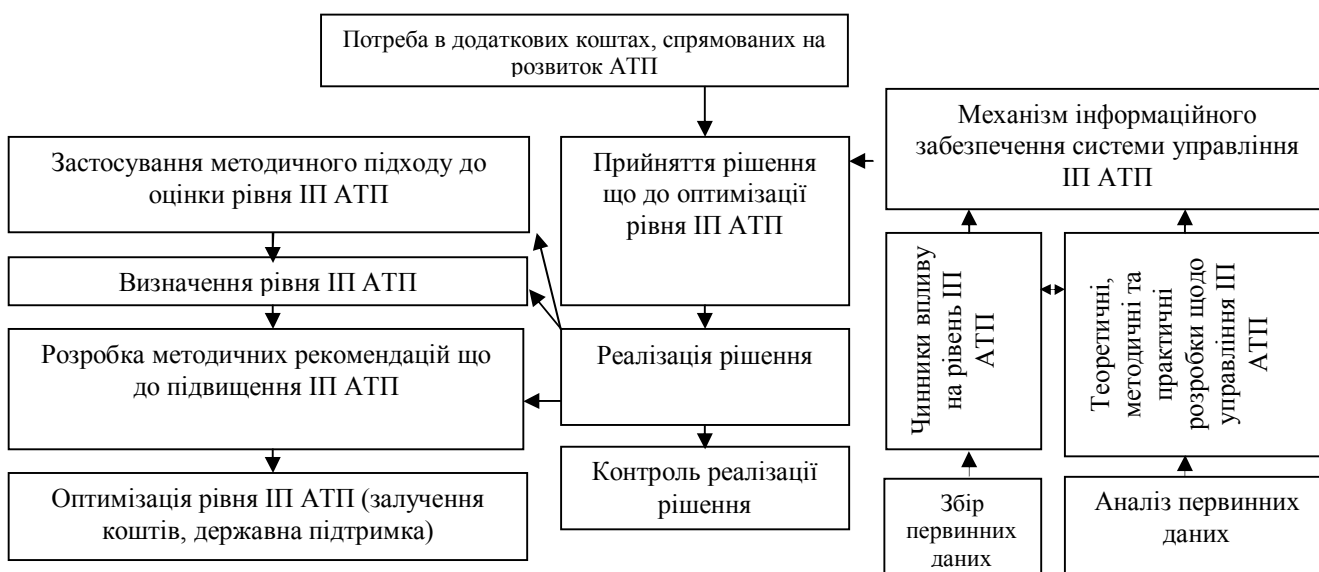 Потреба в додаткових коштах, спрямованих на
розвиток АТП
Застосування методичного підходу до
оцінки рівня ІП АТП
Визначення рівня ІП АТП
Розробка методичних рекомендацій що
до підвищення ІП АТП
Оптимізація рівня ІП АТП (залучення
коштів, державна підтримка)
Прийняття рішення
що до оптимізації
рівня ІП АТП
Реалізація рішення
Контроль реалізації
рішення
Механізм інформаційного
забезпечення системи управління
ІП АТП
Чинники впливу
на рівень ІП
АТП
Теоретичні,
методичні та
практичні
розробки щодо
управління ІП
АТП
Збір
первинних
даних
Аналіз первинних
даних